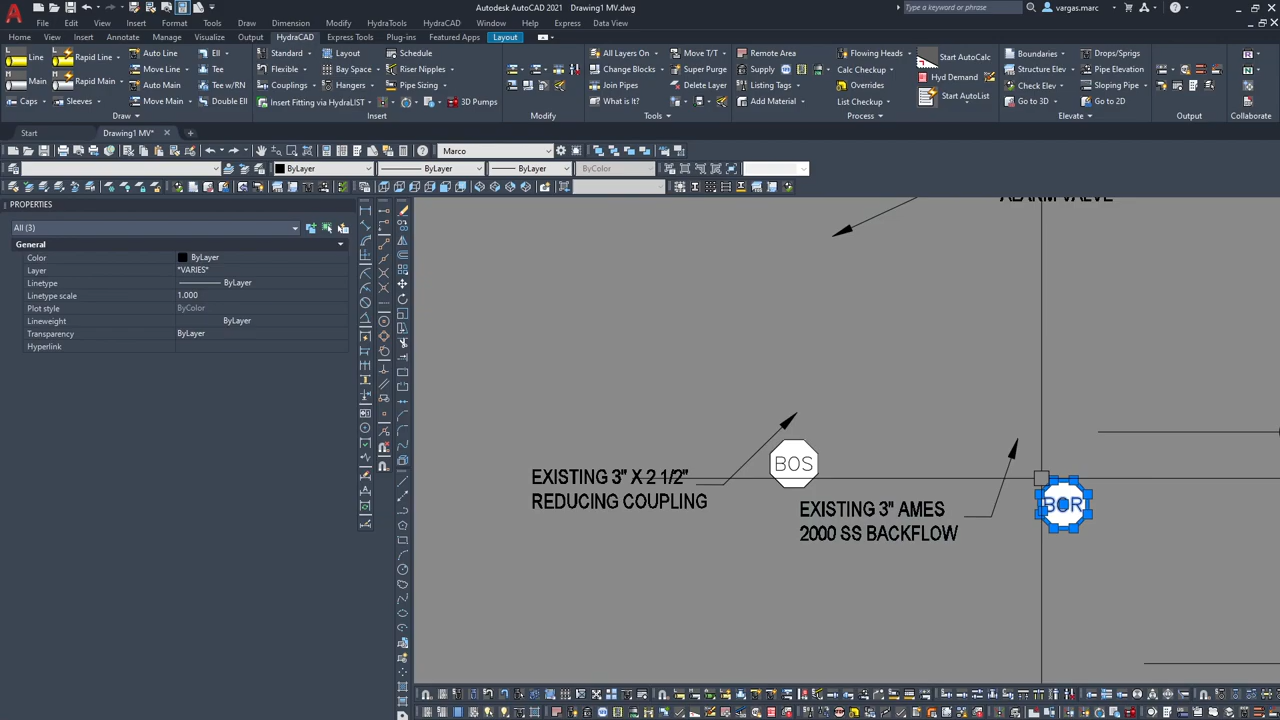 Autodesk AutoCAD 2021 Drawing1 MV.dwg
Type a keyword or phrase
vargas.marc
File Edit View Insert Format Tools Draw Dimension Modify HydraTools HydraCAD Window Help Express Data View
Home View Insert Annotate Manage Visualize Output HydraCAD Express Tools Plug-ins Featured Apps Layout
Line Rapid Line Auto Line Ell Standard Layout Schedule All Layers On Move T/T Remote Area Flowing Heads Start AutoCalc Boundaries Drops/Sprigs
Move Line Tee Flexible Bay Space Riser Nipples Change Blocks Super Pump Supply Calc Checkup Hyd Demand Structure Elev Pipe Elevation
Main Rapid Main Auto Main Tee w/RN Couplings Hangers Pipe Sizing Join Pipes Delete Layer Listing Tags Overrides Start AutoList Check Elev Sloping Pipe
Caps Sleeves Move Main Double Ell Insert Fitting via HydraLIST 3D Pumps What is it? Add Material List Checkup Go to 3D Go to 2D
Draw Insert Modify Tools Process Elevate Output Collaborate
Start Drawing1 MV*
Marco
ByLayer ByLayer ByLayer ByColor
PROPERTIES
All (3)
General
Color ByLayer
Layer *VARIES*
Linetype ByLayer
Linetype scale 1.000
Plot style ByColor
Lineweight ByLayer
Transparency ByLayer
Hyperlink
ALARM VALVE
BOS
EXISTING 3" X 2 1/2"
REDUCING COUPLING
EXISTING 3" AMES
2000 SS BACKFLOW
BOR